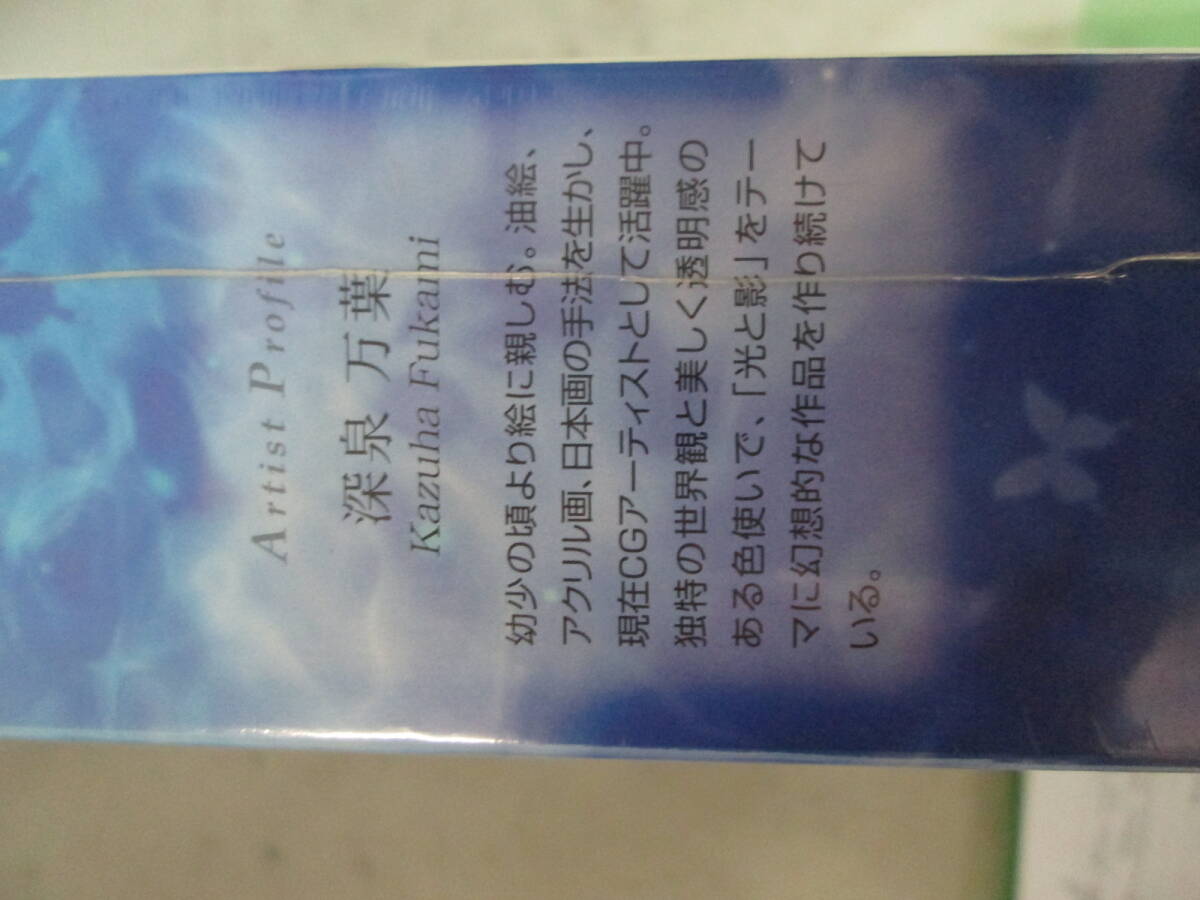 Artist Profile
深泉 万葉
Kazuha Fukami
幼少の頃より絵に親しむ。油絵、
アクリル画、日本画の手法を生かし、
現在CGアーティストとして活躍中。
独特の世界観と美しく透明感の
ある色使いで、「光と影」をテー
マに幻想的な作品を作り続けて
いる。